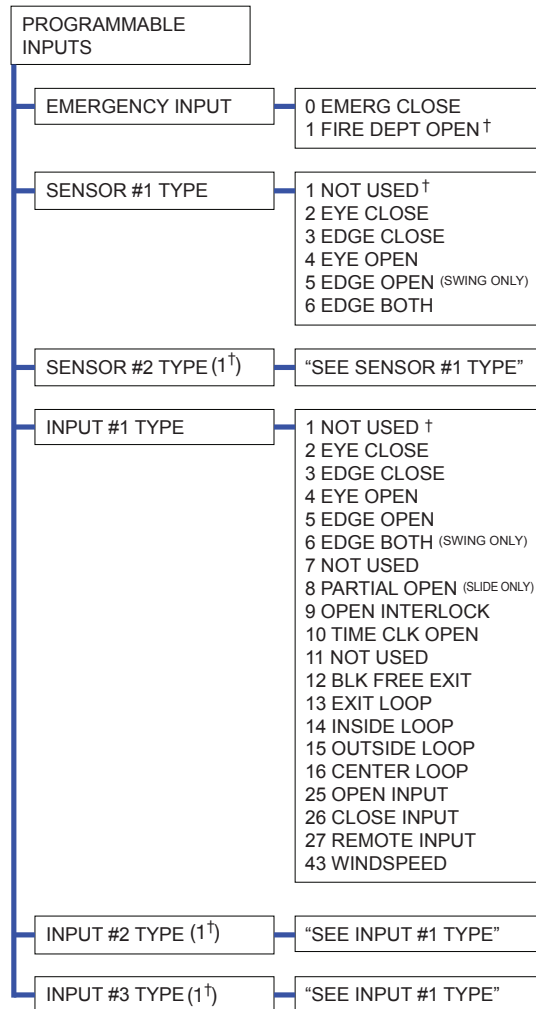 PROGRAMMABLE
INPUTS
EMERGENCY INPUT
0 EMERG CLOSE
1 FIRE DEPT OPEN †
SENSOR #1 TYPE
1 NOT USED †
2 EYE CLOSE
3 EDGE CLOSE
4 EYE OPEN
5 EDGE OPEN (SWING ONLY)
6 EDGE BOTH
SENSOR #2 TYPE (1†)
“SEE SENSOR #1 TYPE”
INPUT #1 TYPE
1 NOT USED †
2 EYE CLOSE
3 EDGE CLOSE
4 EYE OPEN
5 EDGE OPEN
6 EDGE BOTH (SWING ONLY)
7 NOT USED
8 PARTIAL OPEN (SLIDE ONLY)
9 OPEN INTERLOCK
10 TIME CLK OPEN
11 NOT USED
12 BLK FREE EXIT
13 EXIT LOOP
14 INSIDE LOOP
15 OUTSIDE LOOP
16 CENTER LOOP
25 OPEN INPUT
26 CLOSE INPUT
27 REMOTE INPUT
43 WINDSPEED
INPUT #2 TYPE (1†)
“SEE INPUT #1 TYPE”
INPUT #3 TYPE (1†)
“SEE INPUT #1 TYPE”